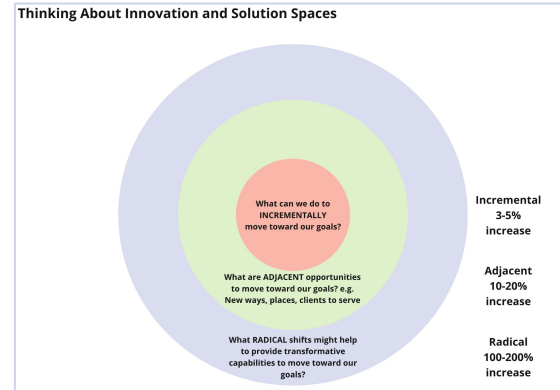 Thinking About Innovation and Solution Spaces
What can we do to
INCREMENTALLY
move toward our goals?
What are ADJACENT opportunities
to move toward our goals? e.g.
New ways, places, clients to serve
What RADICAL shifts might help
to provide transformative
capabilities to move toward our
goals?
Incremental
3-5%
increase
Adjacent
10-20%
increase
Radical
100-200%
increase